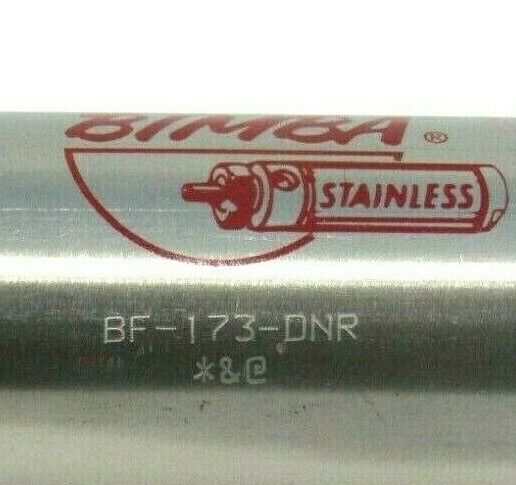 BIMBA ®
STAINLESS
BF-173-DNR
*&@